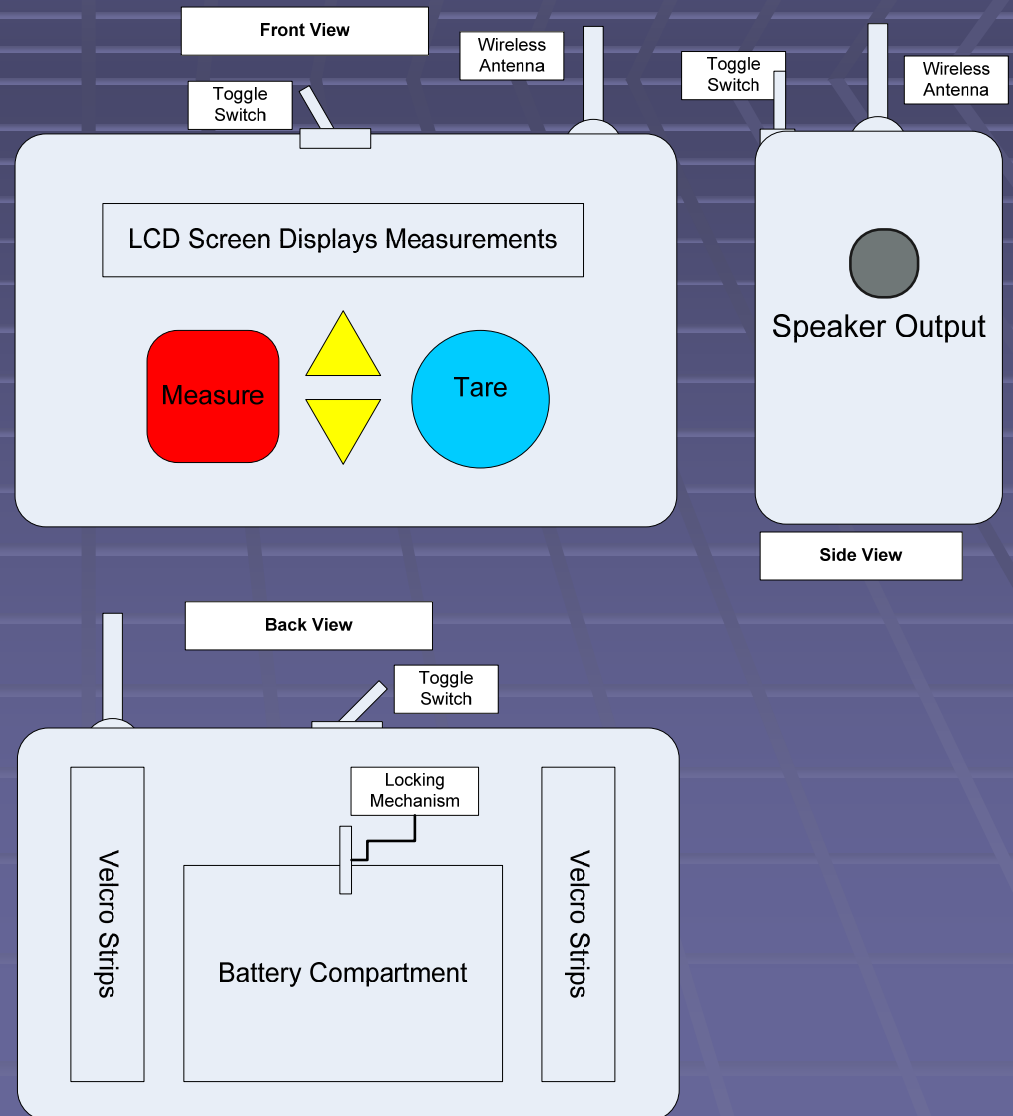 Front View
Wireless
Antenna
Toggle
Switch
LCD Screen Displays Measurements
Measure
Tare
Toggle
Switch
Wireless
Antenna
Speaker Output
Side View
Back View
Toggle
Switch
Locking
Mechanism
Velcro Strips
Battery Compartment
Velcro Strips